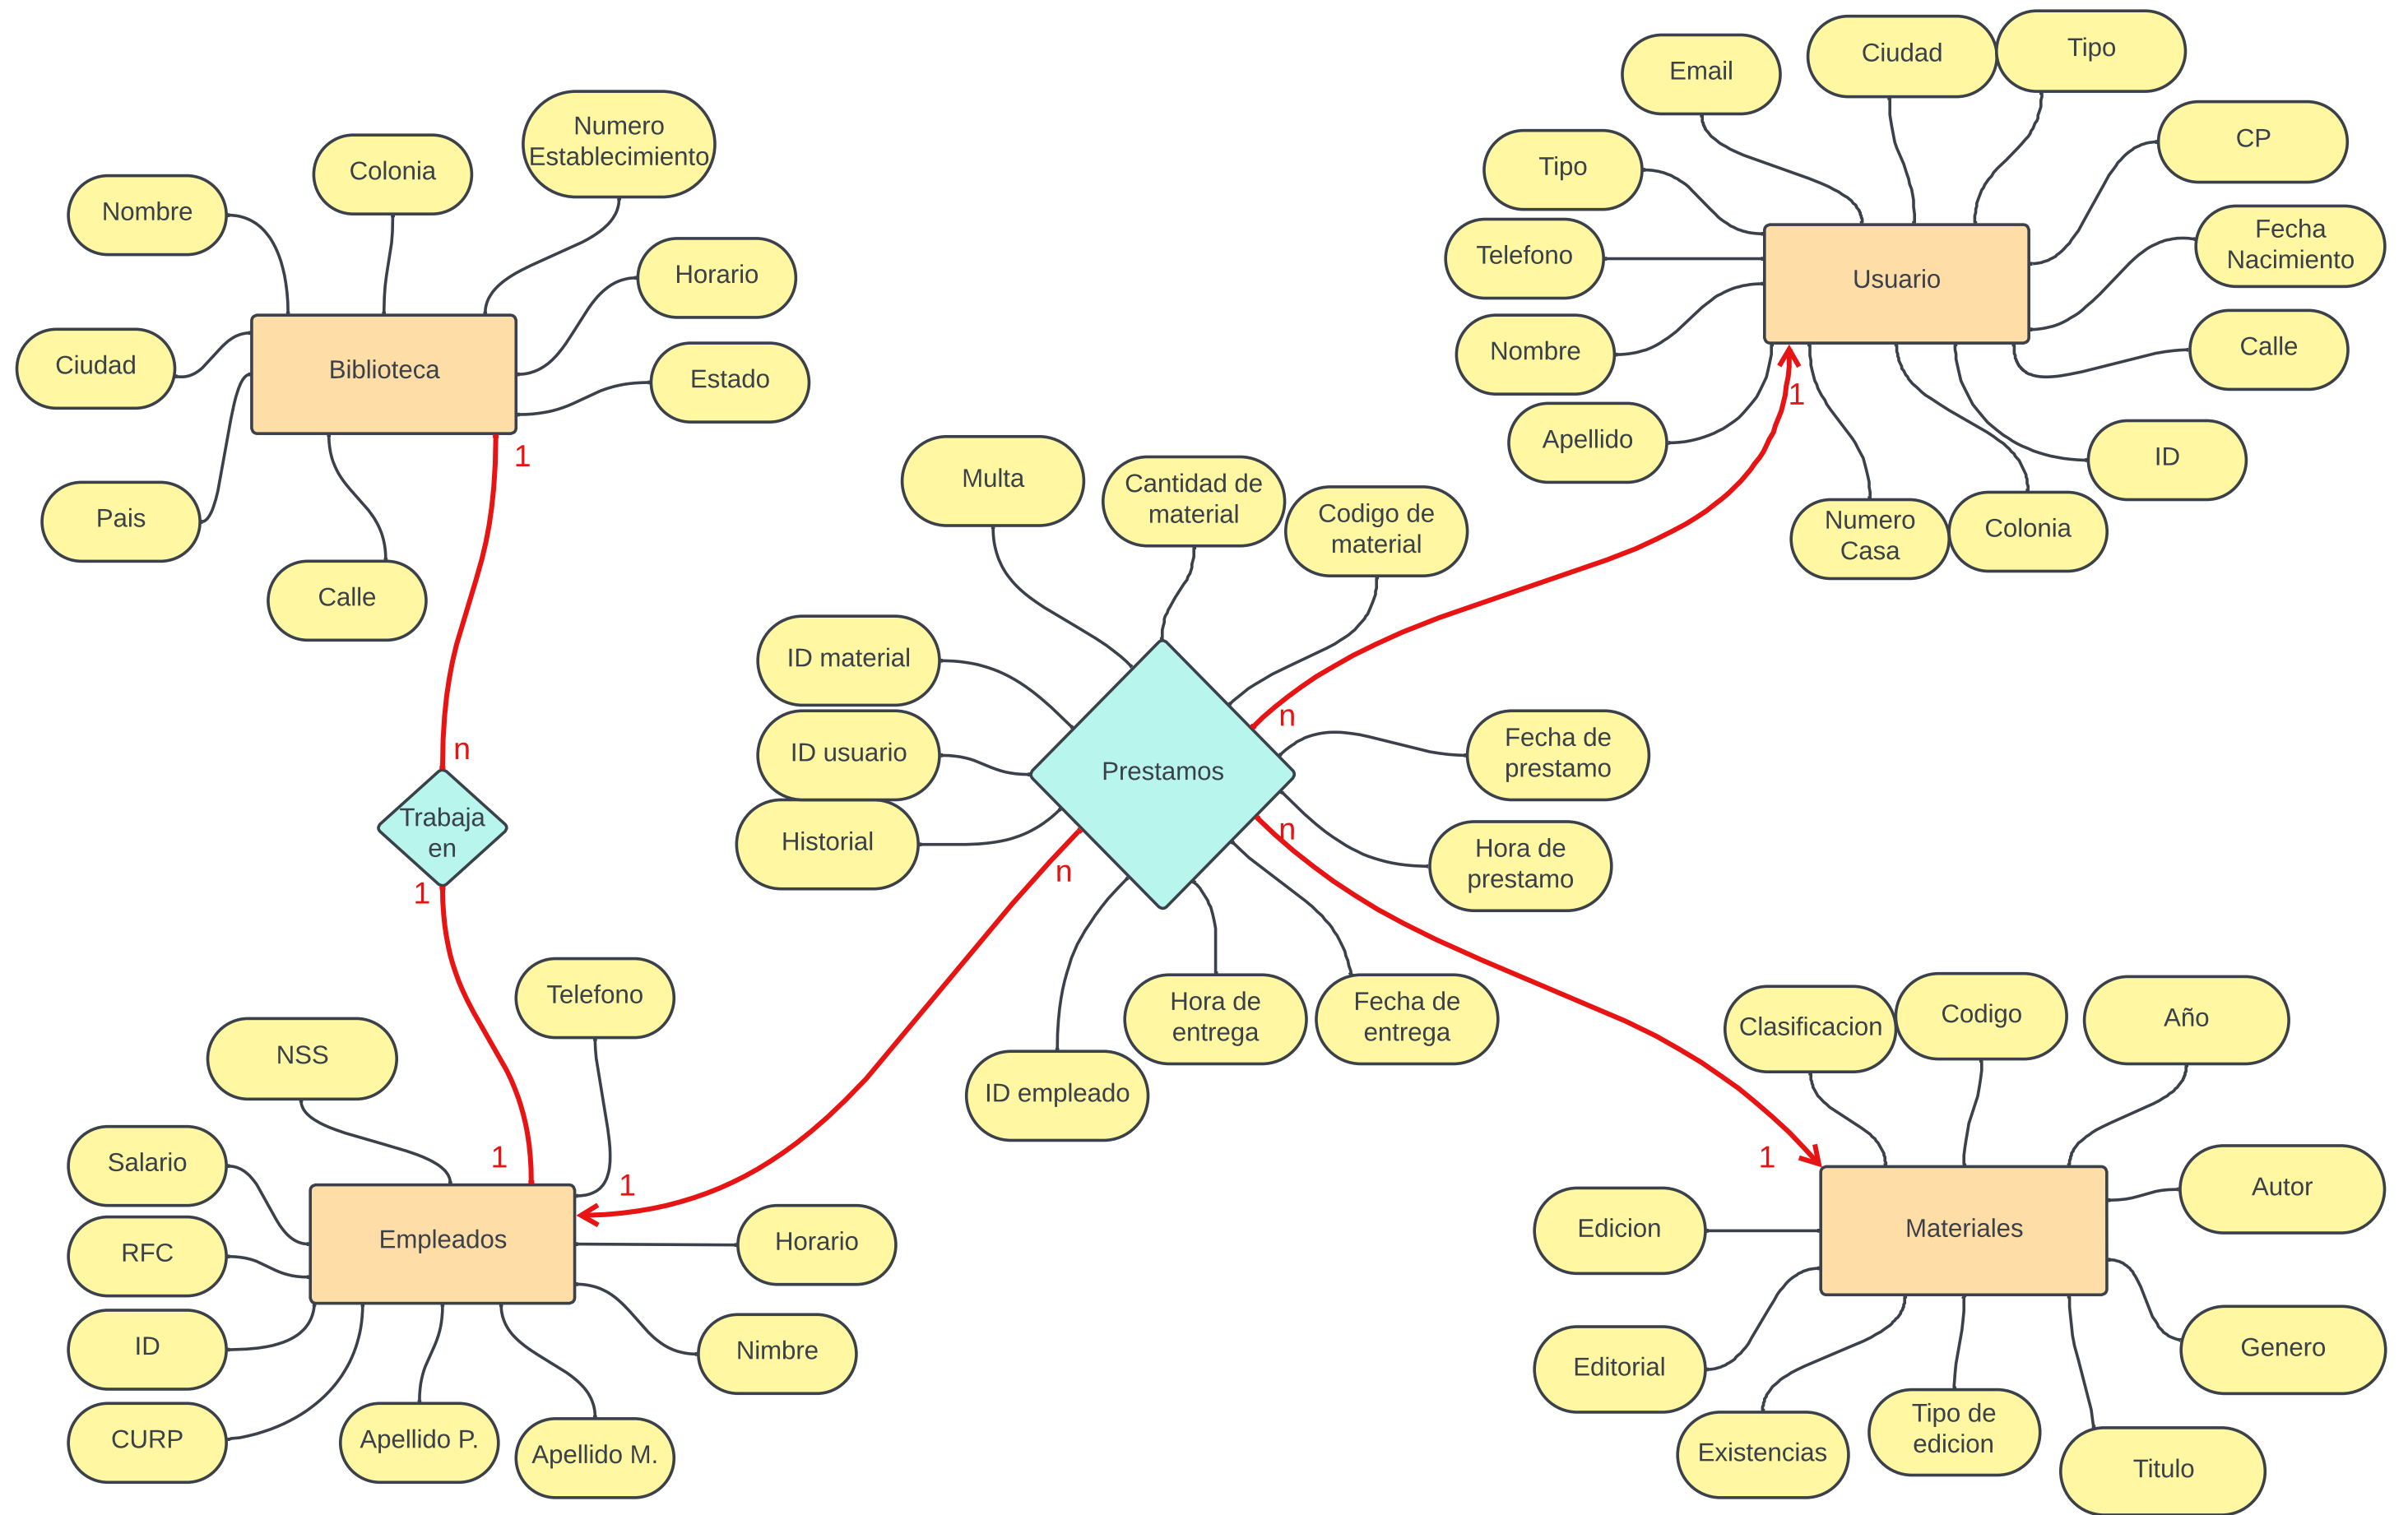 Nombre
Colonia
Numero
Establecimiento
Horario
Ciudad
Biblioteca
Estado
Pais
Calle
1
n
Trabaja
en
1
1
Email
Ciudad
Tipo
CP
Tipo
Telefono
Usuario
Fecha
Nacimiento
Nombre
Calle
Apellido
1
ID
Numero
Casa
Colonia
Multa
Cantidad de
material
Codigo de
material
ID material
ID usuario
Historial
Prestamos
n
Fecha de
prestamo
n
Hora de
prestamo
n
Hora de
entrega
Fecha de
entrega
ID empleado
Telefono
NSS
Salario
1
RFC
Empleados
Horario
ID
Nimbre
CURP
Apellido P.
Apellido M.
Clasificacion
Codigo
Año
1
Autor
Edicion
Materiales
Genero
Editorial
Existencias
Tipo de
edicion
Titulo